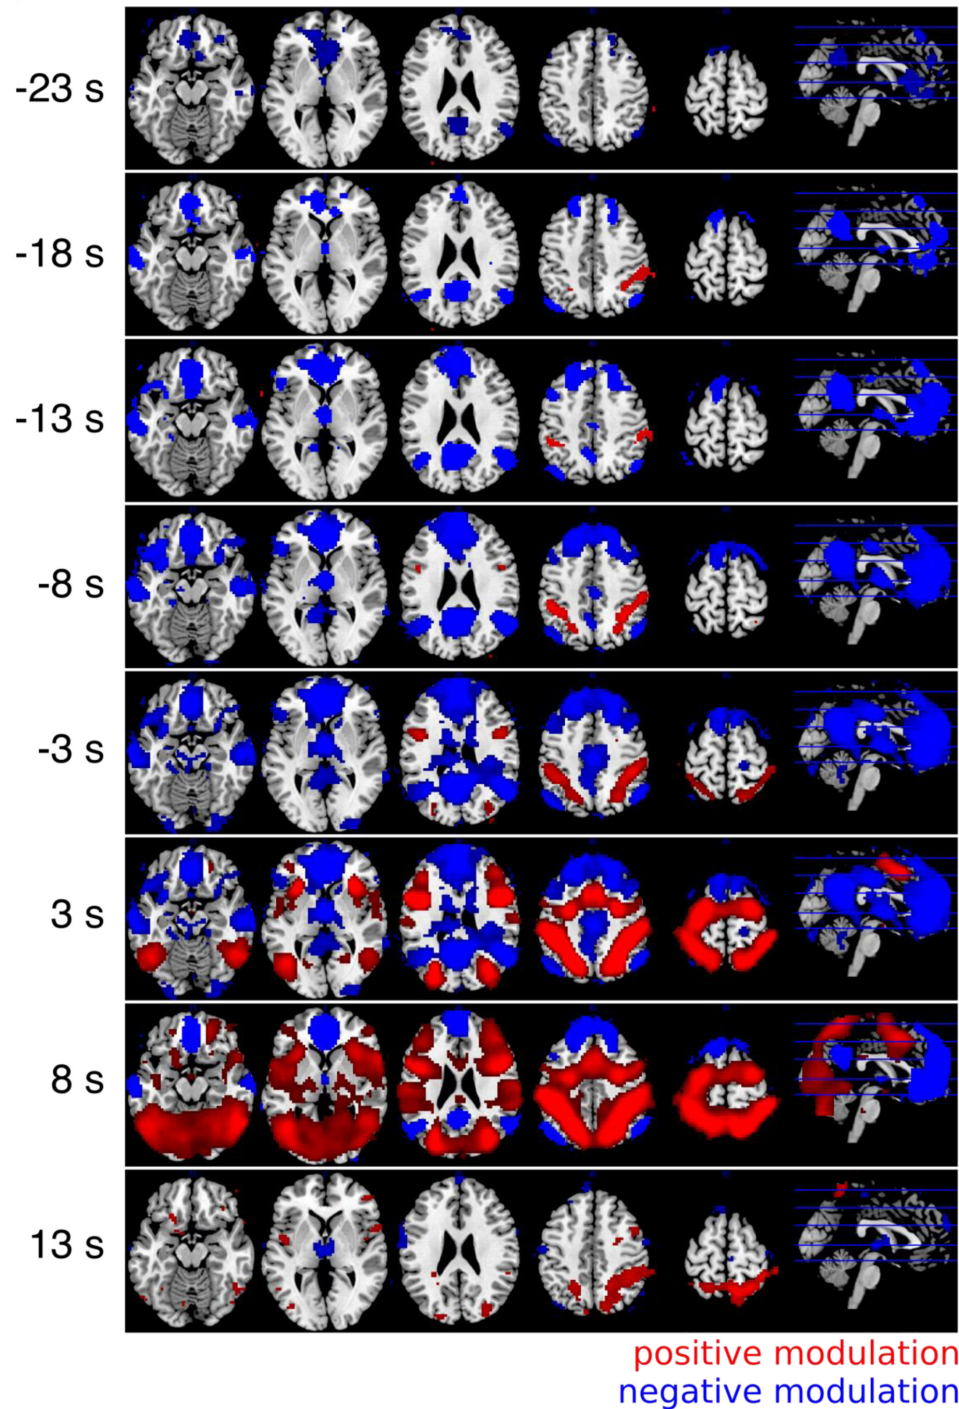 -23 s
-18 s
-13 s
-8 s
-3 s
3 s
8 s
13 s
positive modulation
negative modulation